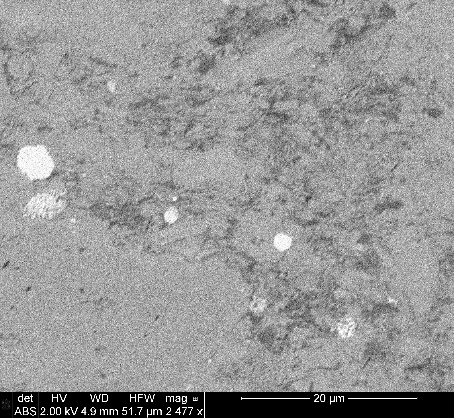 det HV WD HFW mag
ABS 2.00 kV 4.9 mm 51.7 µm 2 477 x
20 µm